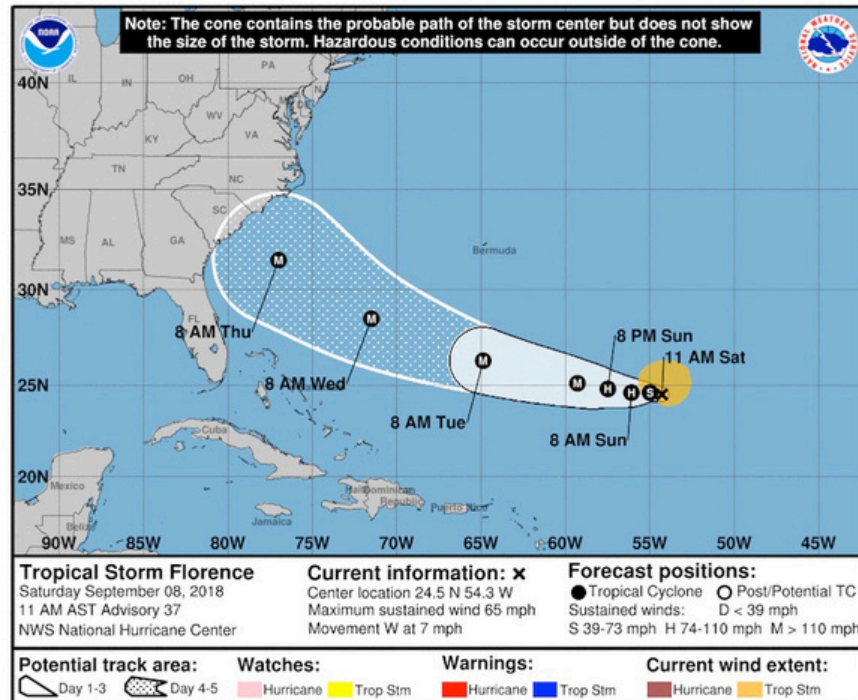 Note: The cone contains the probable path of the storm center but does not show
the size of the storm. Hazardous conditions can occur outside of the cone.
NOAA
40N
35N
30N
25N
20N
IL
IN
OH
PA
WV
VA
KY
TN
NC
SC
MS
AL
GA
FL
Bermuda
8 PM Sun
11 AM Sat
8 AM Thu
8 AM Wed
8 AM Tue
8 AM Sun
M
M
M
M
H
H
S
Cuba
Mexico
Belize
Jamaica
Dominican
Republic
Puerto Rico
90W 85W 80W 75W 70W 65W 60W 55W 50W 45W
Tropical Storm Florence
Saturday September 08, 2018
11 AM AST Advisory 37
NWS National Hurricane Center
Current information: x
Center location 24.5 N 54.3 W
Maximum sustained wind 65 mph
Movement W at 7 mph
Forecast positions:
Tropical Cyclone Post/Potential TC
Sustained winds: D < 39 mph
S 39-73 mph H 74-110 mph M > 110 mph
Potential track area:
Day 1-3 Day 4-5
Watches:
Hurricane Trop Stm
Warnings:
Hurricane Trop Stm
Current wind extent:
Hurricane Trop Stm